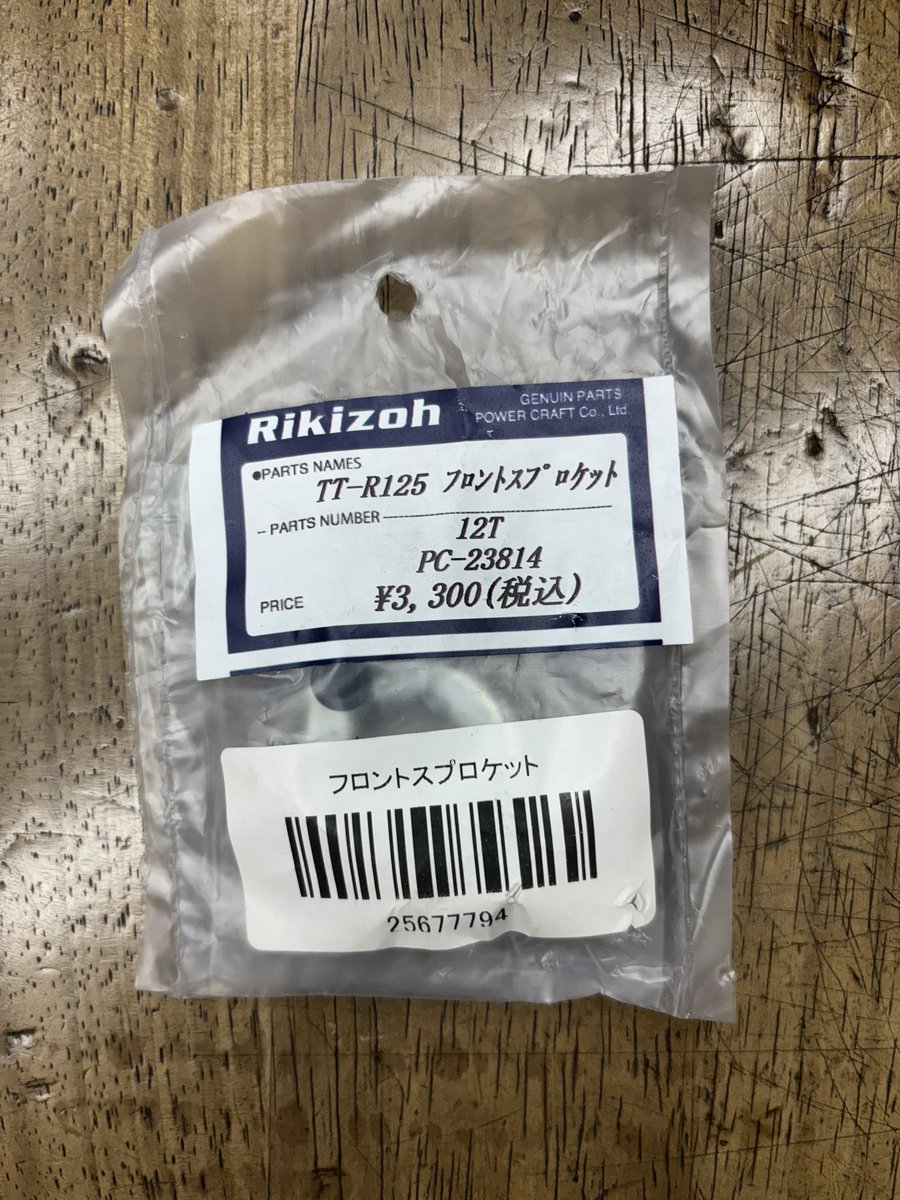 Rikizoh
GENUIN PARTS
POWER CRAFT Co., Ltd
●PARTS NAMES
TT-R125 フロントスプロケット
PARTS NUMBER
12T
PC-23814
PRICE ¥3,300(税込)
フロントスプロケット
25677794